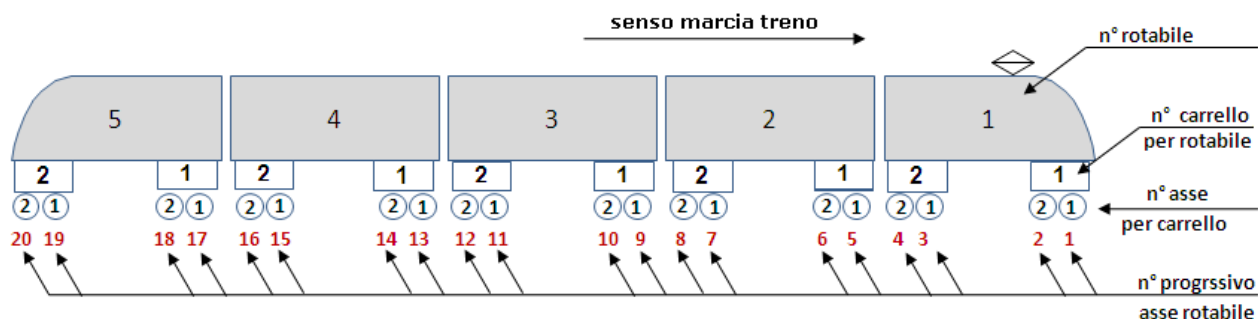 senso marcia treno
n° rotabile
5 4 3 2 1
n° carrello
per rotabile
2 1 2 1 2 1 2 1 2 1
2 1 2 1 2 1 2 1 2 1 2 1 2 1 2 1 2 1 2 1
n° asse
per carrello
20 19 18 17 16 15 14 13 12 11 10 9 8 7 6 5 4 3 2 1
n° progrssivo
asse rotabile